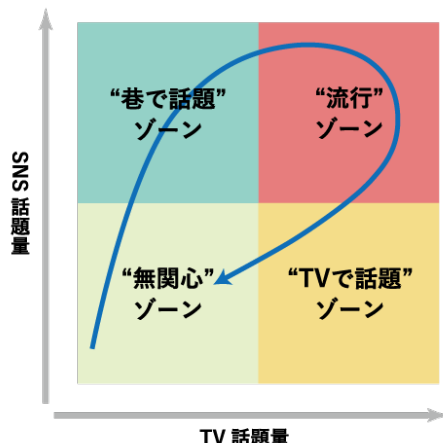 “巷で話題”
ゾーン
“流行”
ゾーン
SNS 話題量
“無関心”
ゾーン
“TVで話題”
ゾーン
TV 話題量